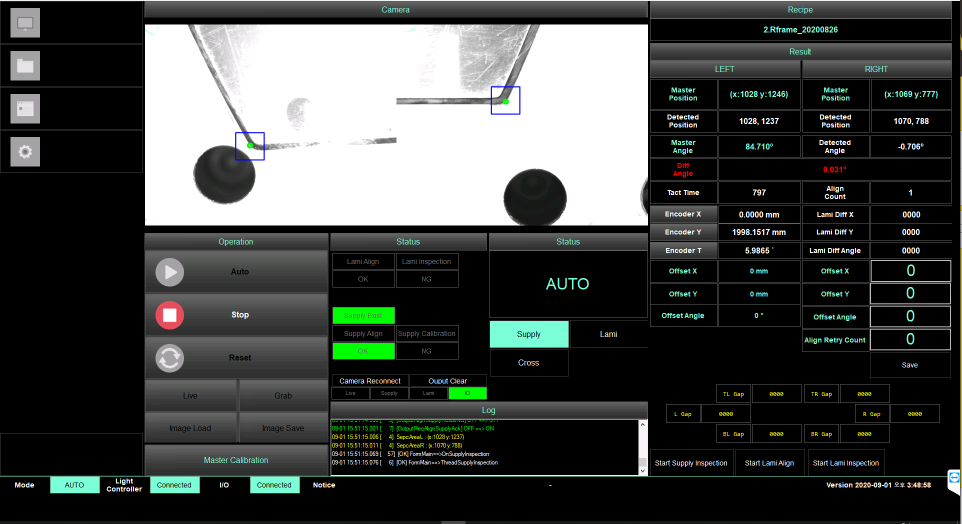 Camera
Recipe
2.Rframe_20200826
Result
LEFT
RIGHT
Master Position
(x:1028 y:1246)
Master Position
(x:1069 y:777)
Detected Position
1028, 1237
Detected Position
1070, 788
Master Angle
84.710º
Detected Angle
-0.706º
Diff Angle
0.031º
Tact Time
797
Align Count
1
Encoder X
0.0000 mm
Lami Diff X
0000
Encoder Y
1998.1517 mm
Lami Diff Y
0000
Encoder T
5.9865 °
Lami Diff Angle
0000
Offset X
0 mm
Offset X
0
Offset Y
0 mm
Offset Y
0
Offset Angle
0 °
Offset Angle
0
Align Retry Count
0
Save
Operation
Auto
Stop
Reset
Live
Grab
Image Load
Image Save
Master Calibration
Status
Lami Align
Lami Inspection
OK
NG
Supply Exist
Supply Align
Supply Calibration
OK
NG
Camera Reconnect
Ouput Clear
Live
Supply
Lami
IO
Status
AUTO
Supply
Lami
Cross
Log
09-01 15:51:15.001 [ 7] [OutputReqAlignSupplyAck] OFF ==> ON
09-01 15:51:15.006 [ 4] SepcAreaL : (x:1028 y:1237)
09-01 15:51:15.011 [ 4] SepcAreaR : (x:1070 y:788)
09-01 15:51:15.069 [ 57] [OK] FormMain==>OnSupplyInspection
09-01 15:51:15.076 [ 6] [OK] FormMain==>ThreadSupplyInspection
TL Gap
0000
TR Gap
0000
L Gap
0000
R Gap
0000
BL Gap
0000
BR Gap
0000
Start Supply Inspection
Start Lami Align
Start Lami Inspection
Mode
AUTO
Light Controller
Connected
I/O
Connected
Notice
-
Version 2020-09-01 오후 3:48:58